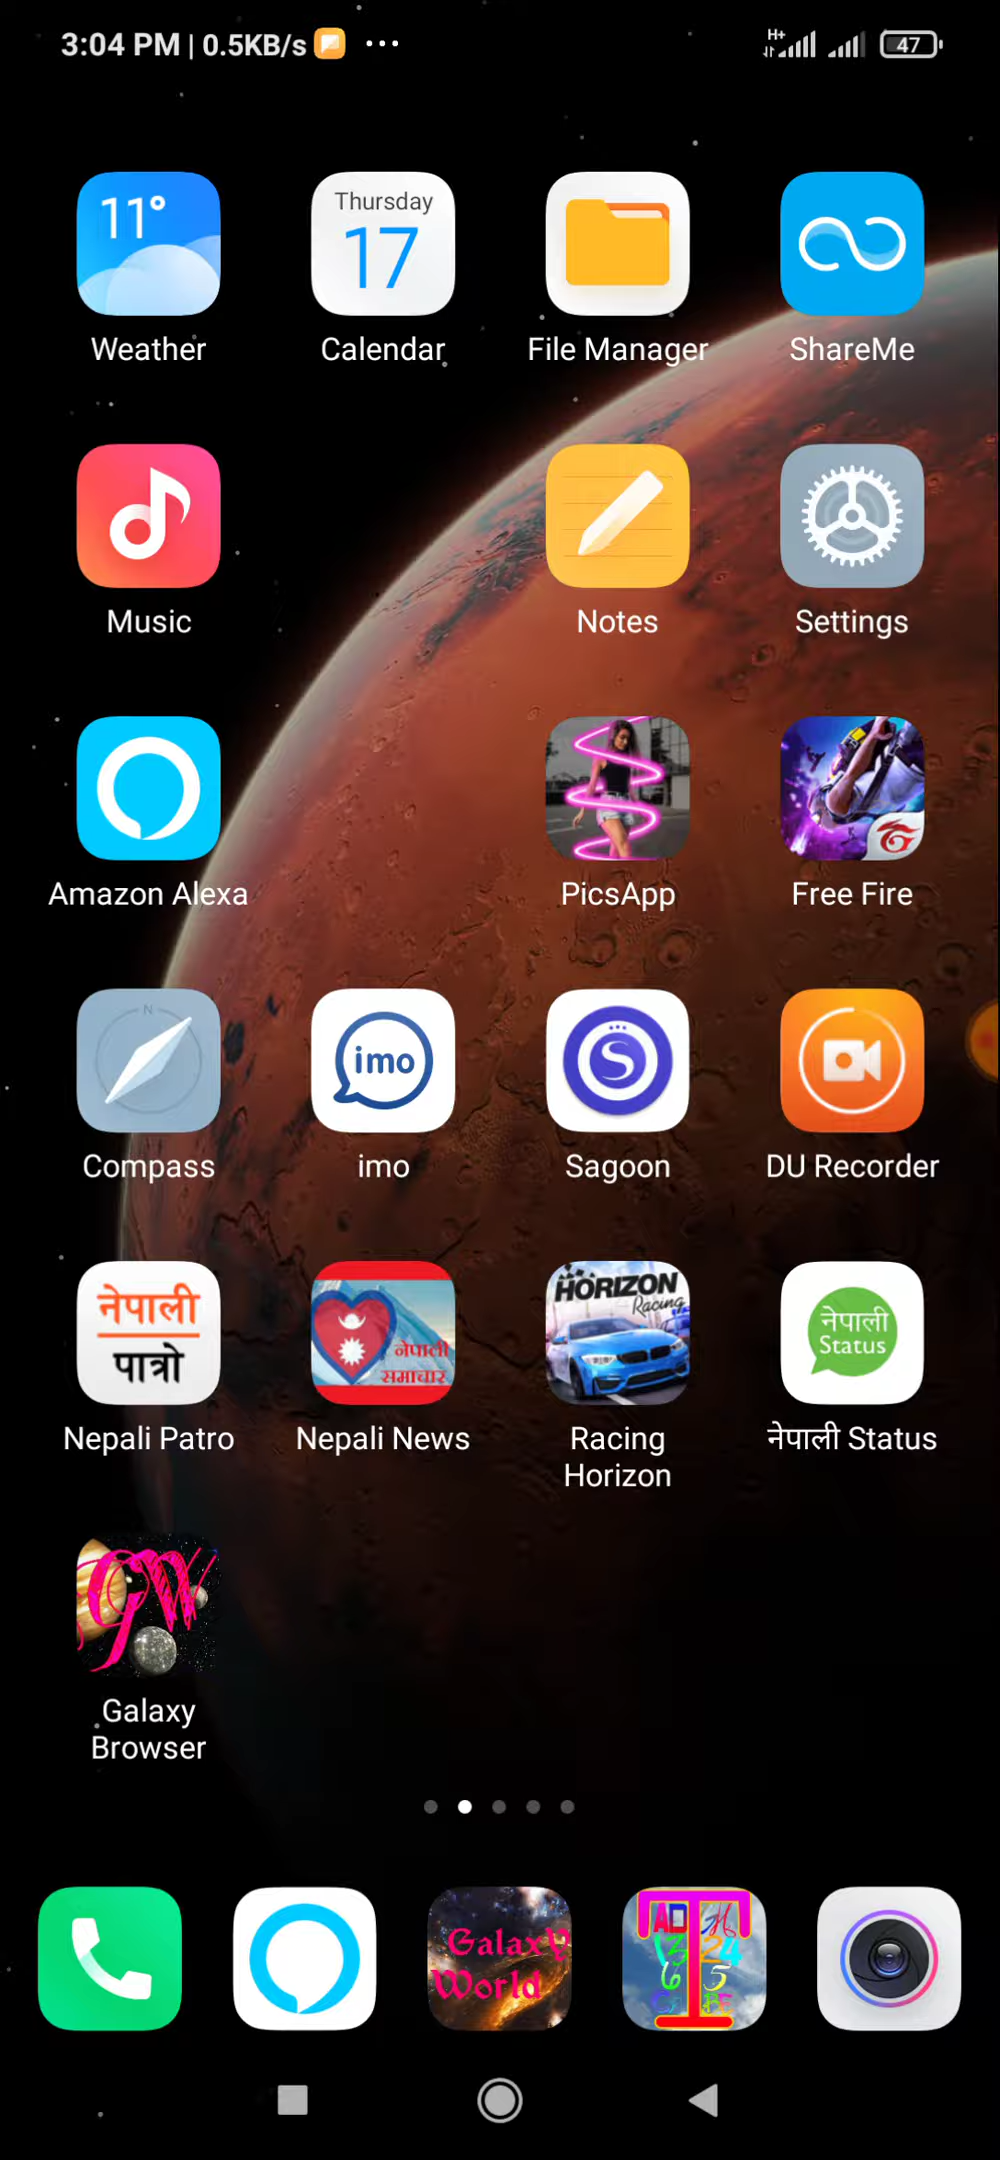 3:04 PM | 0.5KB/s ...
H+ 47
11°
Thursday
17
Weather Calendar File Manager ShareMe
Music Notes Settings
Amazon Alexa PicsApp Free Fire
N
imo
S
Compass imo Sagoon DU Recorder
नेपाली
पात्रो
नेपाली
समाचार
HORIZON
Racing
नेपाली
Status
Nepali Patro Nepali News Racing Horizon नेपाली Status
GW
Galaxy
Browser
Galaxy
World
T